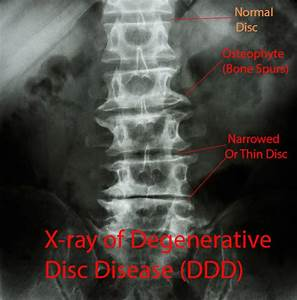 Normal
Disc
Osteophyte
(Bone Spurs)
Narrowed
Or Thin Disc
X-ray of Degenerative
Disc Disease (DDD)